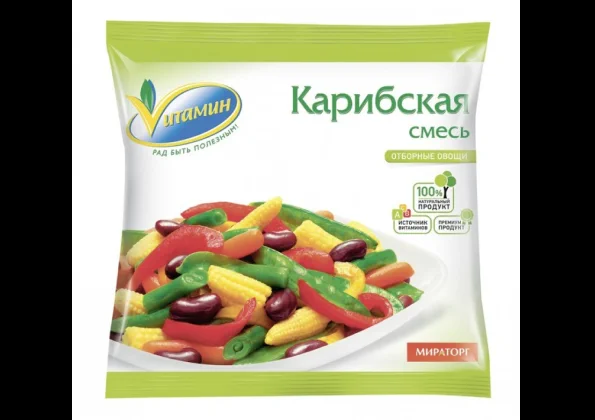 Vитамин
РАД БЫТЬ ПОЛЕЗНЫМ!
Карибская
смесь
ОТБОРНЫЕ ОВОЩИ
100%
НАТУРАЛЬНЫЙ
ПРОДУКТ
A B
ИСТОЧНИК
ВИТАМИНОВ
ПРЕМИУМ
ПРОДУКТ
МИРАТОРГ